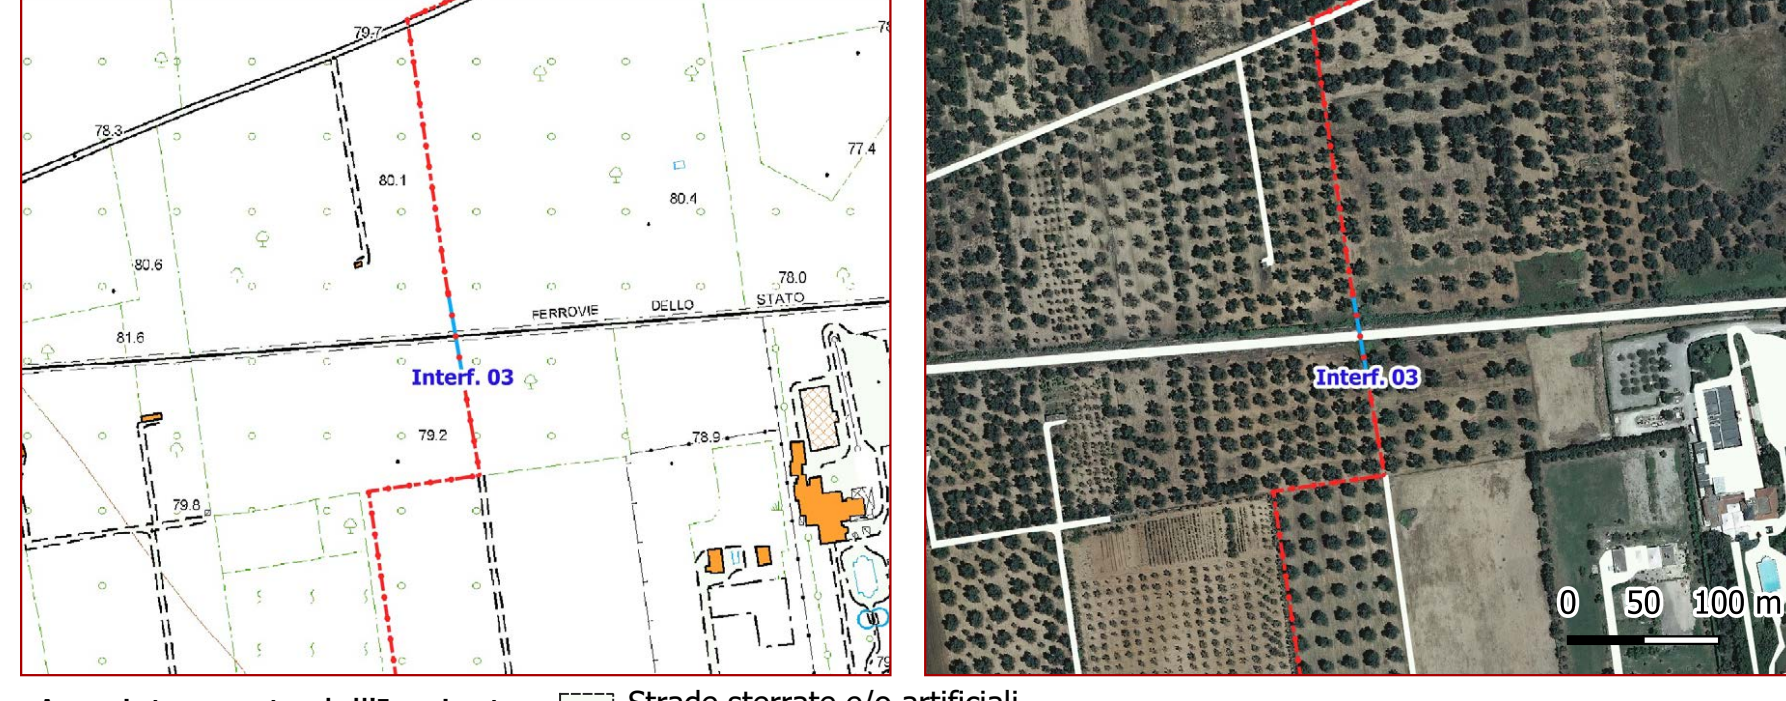 79.7
78.3
77.4
80.1
80.4
80.6
78.0
FERROVIE DELLO STATO
81.6
Interf. 03
79.2
78.9
79.8
Interf. 03
0 50 100 m
Strade sterrate e/o artificiali